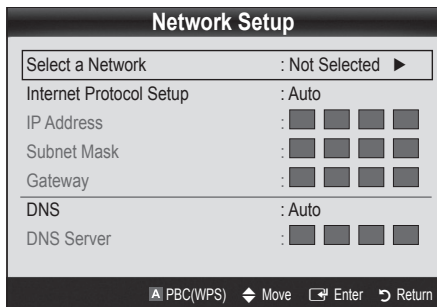 Network Setup
Select a Network : Not Selected ▶
Internet Protocol Setup : Auto
IP Address :
Subnet Mask :
Gateway :
DNS : Auto
DNS Server :
A PBC(WPS) Move Enter Return